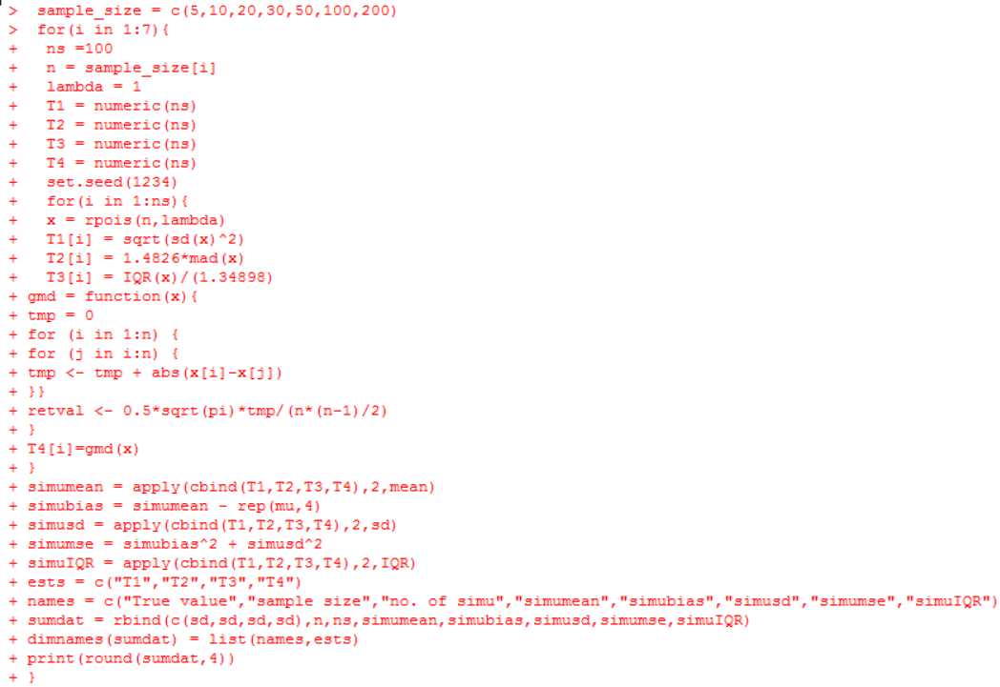 >  sample_size = c(5,10,20,30,50,100,200)
>  for(i in 1:7){
+   ns =100
+   n = sample_size[i]
+   lambda = 1
+   T1 = numeric(ns)
+   T2 = numeric(ns)
+   T3 = numeric(ns)
+   T4 = numeric(ns)
+   set.seed(1234)
+   for(i in 1:ns){
+   x = rpois(n,lambda)
+   T1[i] = sqrt(sd(x)^2)
+   T2[i] = 1.4826*mad(x)
+   T3[i] = IQR(x)/(1.34898)
+ gmd = function(x){
+ tmp = 0
+ for (i in 1:n) {
+ for (j in i:n) {
+ tmp <- tmp + abs(x[i]-x[j])
+ }}
+ retval <- 0.5*sqrt(pi)*tmp/(n*(n-1)/2)
+ }
+ T4[i]=gmd(x)
+ }
+ simumean = apply(cbind(T1,T2,T3,T4),2,mean)
+ simubias = simumean - rep(mu,4)
+ simusd = apply(cbind(T1,T2,T3,T4),2,sd)
+ simumse = simubias^2 + simusd^2
+ simuIQR = apply(cbind(T1,T2,T3,T4),2,IQR)
+ ests = c("T1","T2","T3","T4")
+ names = c("True value","sample size","no. of simu","simumean","simubias","simusd","simumse","simuIQR")
+ sumdat = rbind(c(sd,sd,sd,sd),n,ns,simumean,simubias,simusd,simumse,simuIQR)
+ dimnames(sumdat) = list(names,ests)
+ print(round(sumdat,4))
+ }